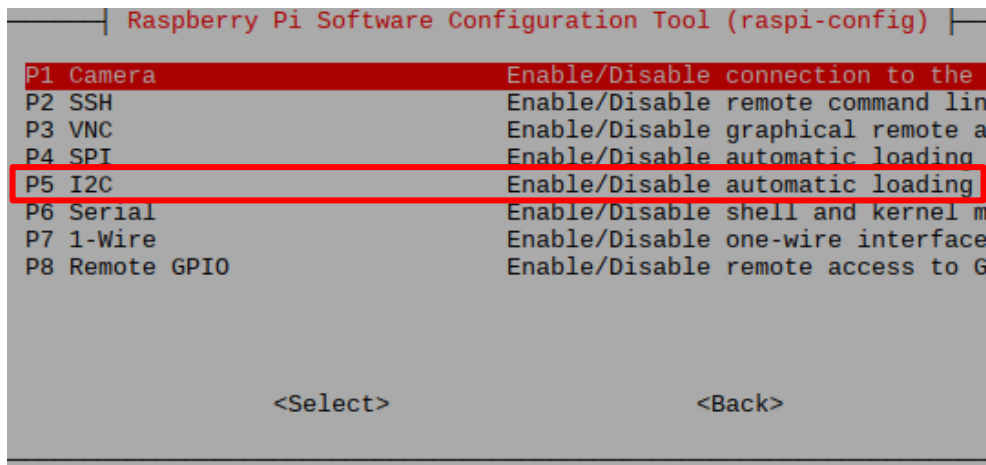 Raspberry Pi Software Configuration Tool (raspi-config)
P1 Camera Enable/Disable connection to the
P2 SSH Enable/Disable remote command lin
P3 VNC Enable/Disable graphical remote a
P4 SPI Enable/Disable automatic loading
P5 I2C Enable/Disable automatic loading
P6 Serial Enable/Disable shell and kernel m
P7 1-Wire Enable/Disable one-wire interface
P8 Remote GPIO Enable/Disable remote access to G
<Select> <Back>